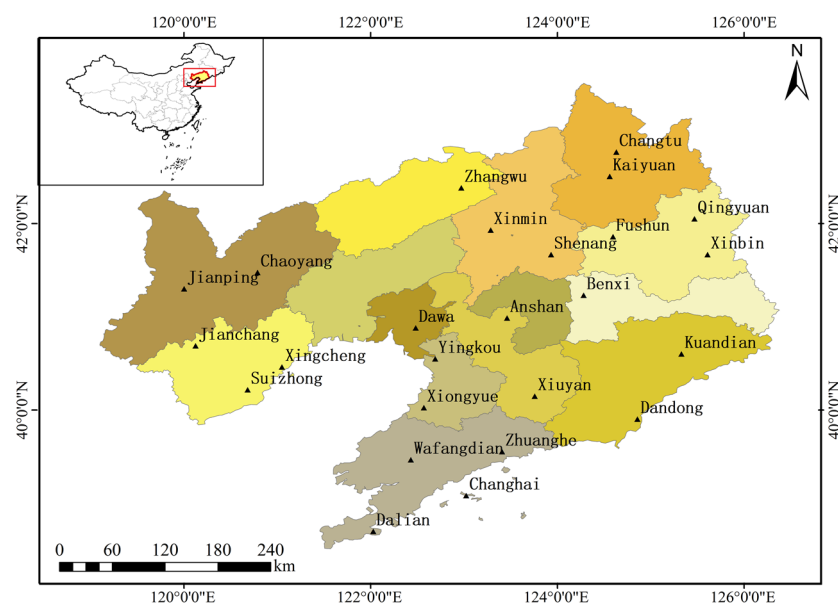 120°0'0"E 122°0'0"E 124°0'0"E 126°0'0"E
N
42°0'0"N 42°0'0"N
40°0'0"N 40°0'0"N
Changtu
Kaiyuan
Zhangwu
Qingyuan
Xinmin
Fushun
Shenang
Xinbin
Chaoyang
Jianping
Benxi
Anshan
Dawa
Jianchang
Yingkou
Kuandian
Xingcheng
Suizhong
Xiuyan
Xiongyue
Dandong
Wafangdian
Zhuanghe
Changhai
Dalian
0 60 120 180 240
km
120°0'0"E 122°0'0"E 124°0'0"E 126°0'0"E